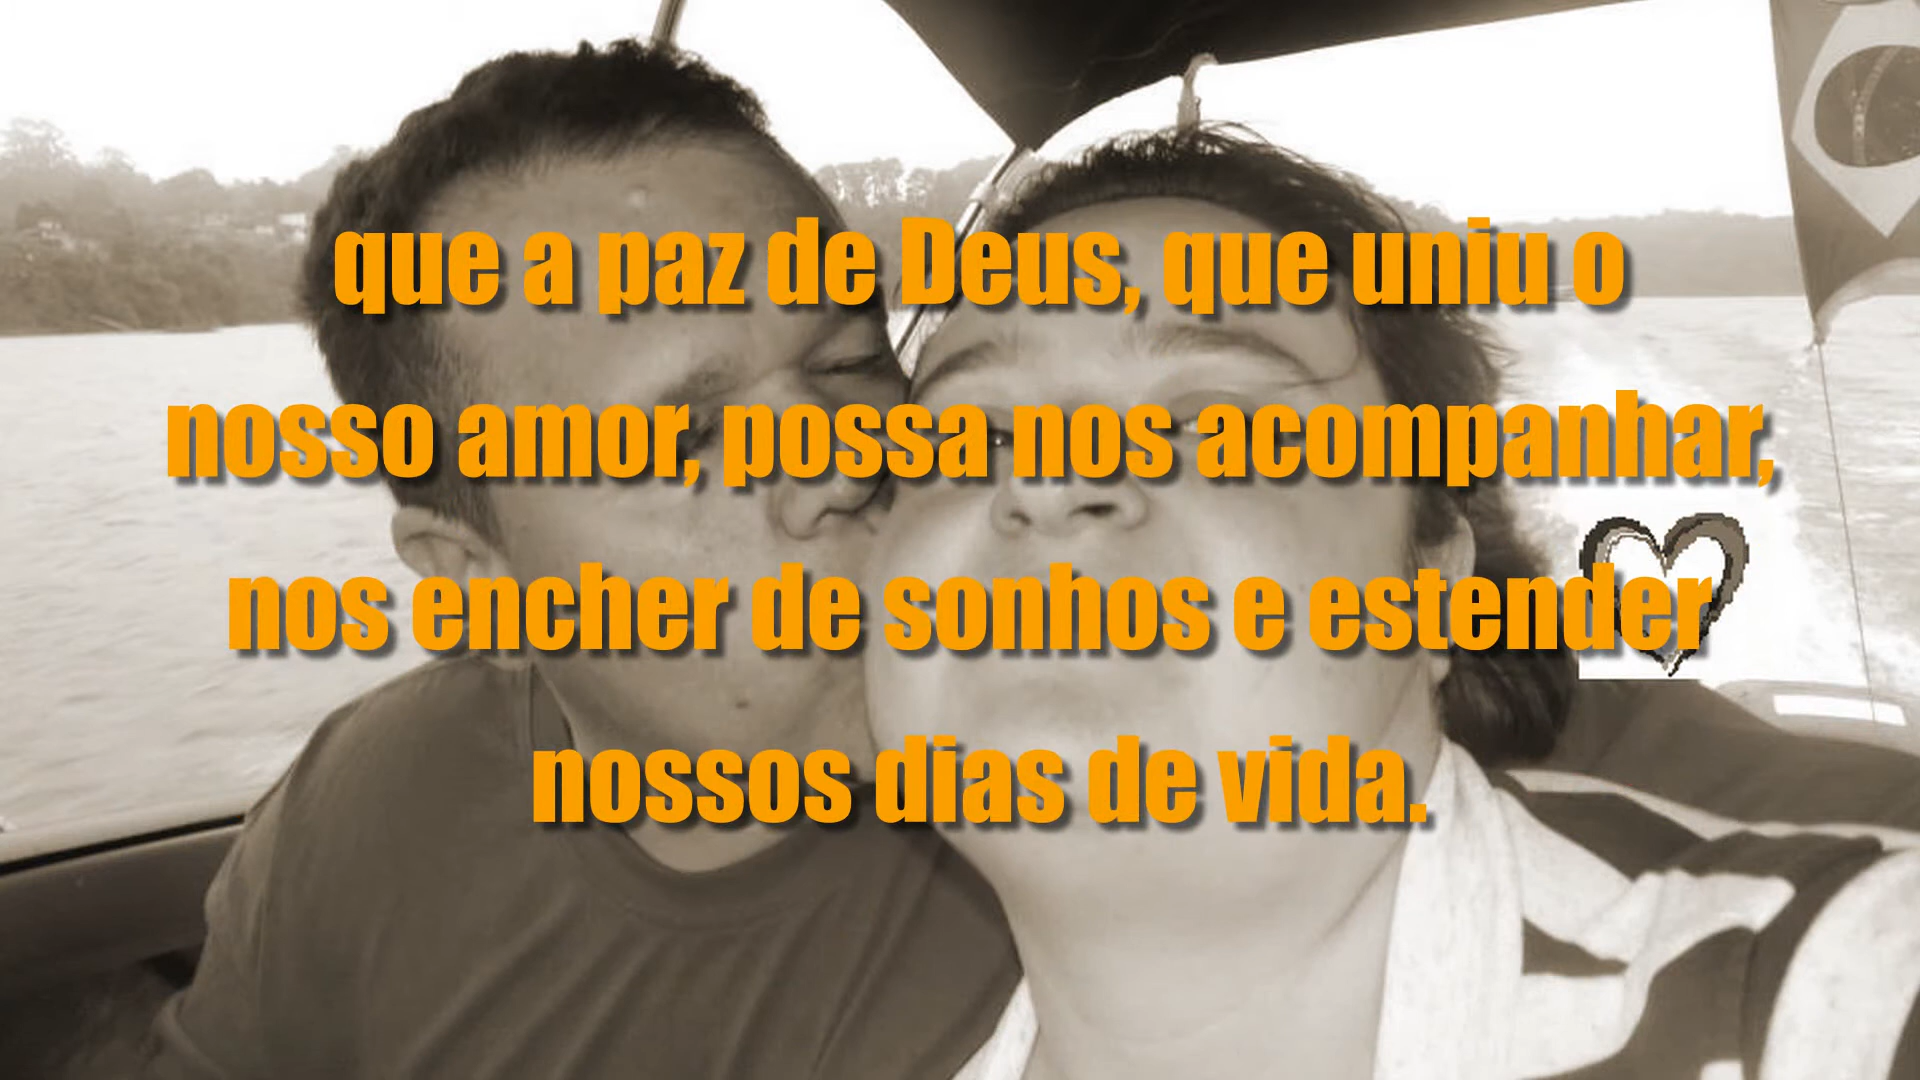 que a paz de Deus, que uniu o
nosso amor, possa nos acompanhar,
nos encher de sonhos e estender
nossos dias de vida.